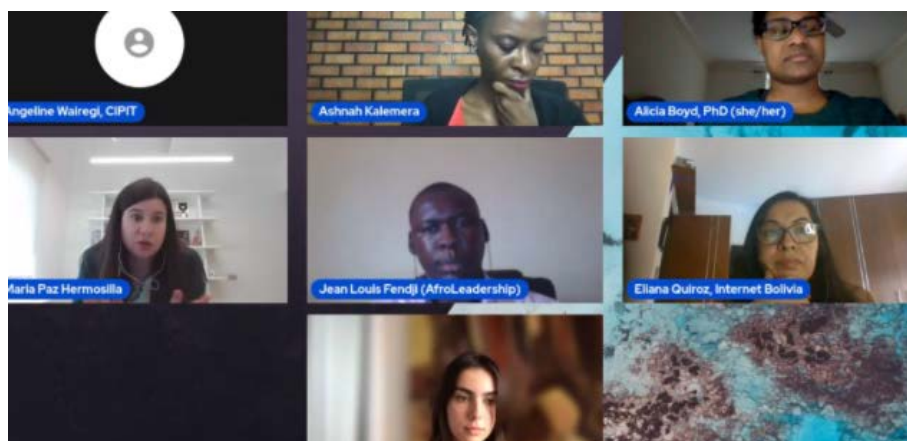 Angeline Wairegi, CIPIT
Ashnah Kalemera
Alicia Boyd, PhD (she/her)
Maria Paz Hermosilla
Jean Louis Fendji (AfroLeadership)
Eliana Quiroz, Internet Bolivia